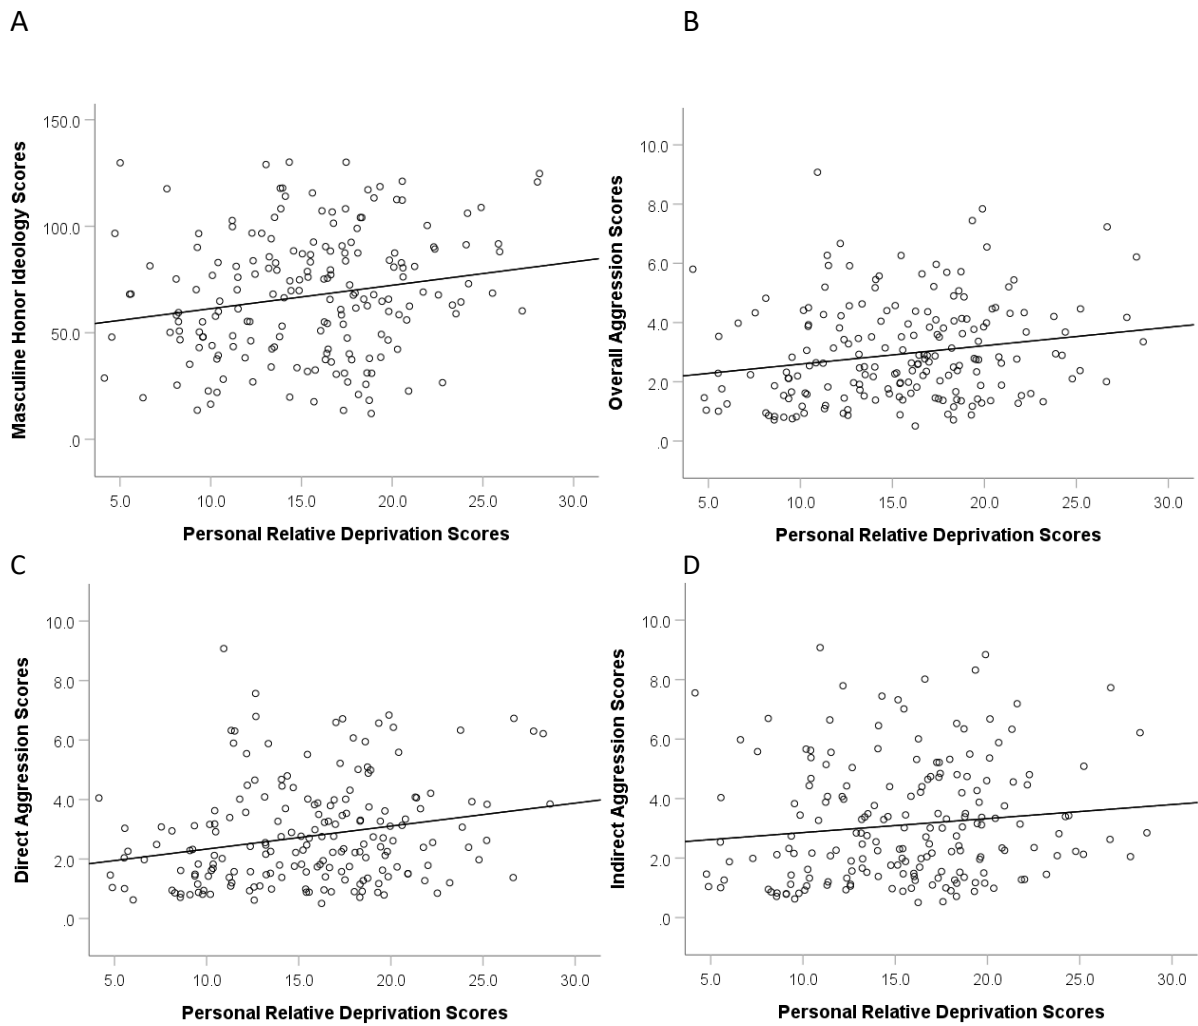 A
B
Masculine Honor Ideology Scores
150.0
100.0
50.0
.0
5.0 10.0 15.0 20.0 25.0 30.0
Personal Relative Deprivation Scores
Overall Aggression Scores
10.0
8.0
6.0
4.0
2.0
.0
5.0 10.0 15.0 20.0 25.0 30.0
Personal Relative Deprivation Scores
C
D
Direct Aggression Scores
10.0
8.0
6.0
4.0
2.0
.0
5.0 10.0 15.0 20.0 25.0 30.0
Personal Relative Deprivation Scores
Indirect Aggression Scores
10.0
8.0
6.0
4.0
2.0
.0
5.0 10.0 15.0 20.0 25.0 30.0
Personal Relative Deprivation Scores